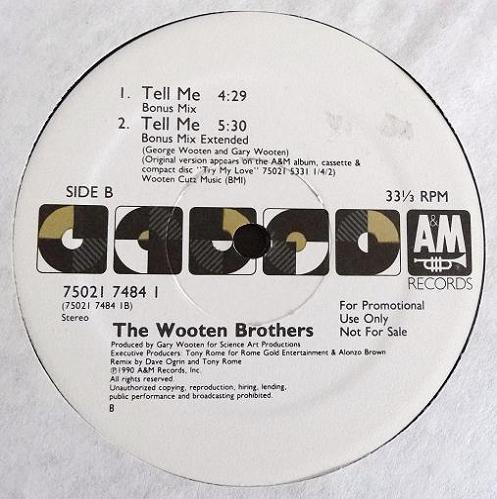 1. Tell Me 4:29
Bonus Mix
2. Tell Me 5:30
Bonus Mix Extended
(George Wooten and Gary Wooten)
(Original version appears on the A&M album, cassette &
compact disc "Try My Love" 75021 5331 1/4/2)
Wooten Cutz Music (BMI)
SIDE B
33⅓ RPM
A&M
RECORDS
75021 7484 1
(75021 7484 1B)
Stereo
For Promotional
Use Only
Not For Sale
The Wooten Brothers
Produced by Gary Wooten for Science Art Productions
Executive Producers: Tony Rome for Rome Gold Entertainment & Alonzo Brown
Remix by Dave Ogrin and Tony Rome
℗1990 A&M Records, Inc.
All rights reserved.
Unauthorized copying, reproduction, hiring, lending,
public performance and broadcasting prohibited.
B